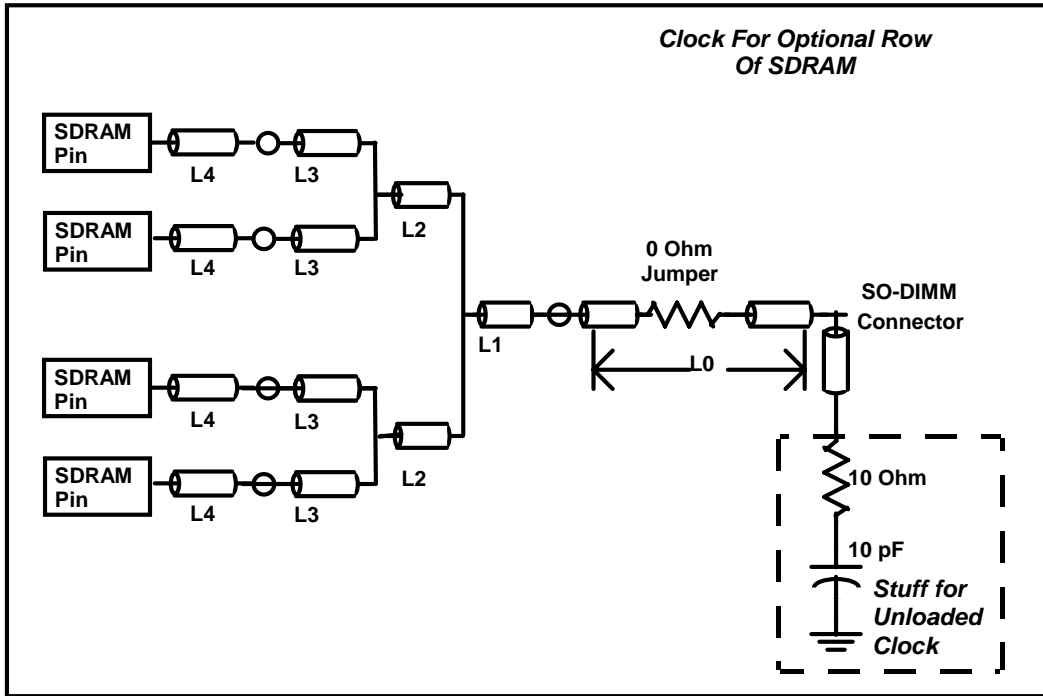 Clock For Optional Row
Of SDRAM
SDRAM
Pin
L4
L3
SDRAM
Pin
L4
L3
L2
0 Ohm
Jumper
SO-DIMM
Connector
L1
L0
SDRAM
Pin
L4
L3
L2
SDRAM
Pin
L4
L3
10 Ohm
10 pF
Stuff for
Unloaded
Clock